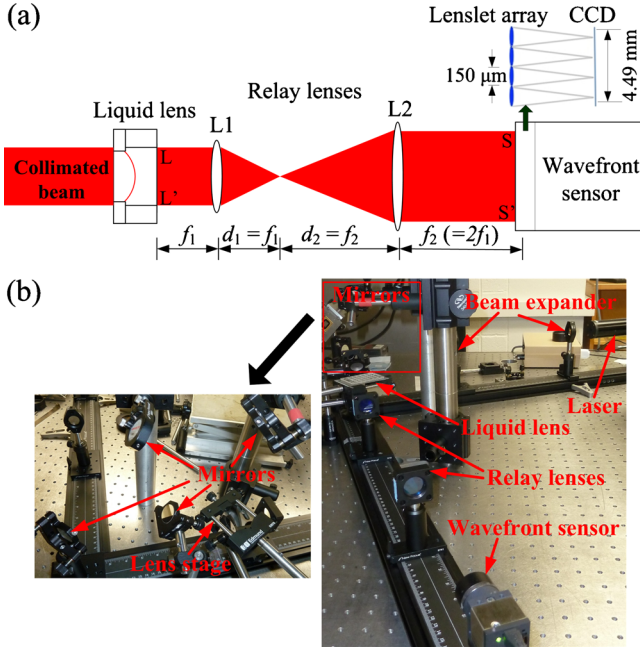 (a)
Lenslet array
CCD
150 μm
4.49 mm
Liquid lens
Relay lenses
L1
L2
Collimated
beam
L
L'
S
S'
Wavefront
sensor
f1
d1 = f1
d2 = f2
f2 (=2f1)
(b)
Mirrors
Beam expander
Laser
Liquid lens
Relay lenses
Wavefront sensor
Mirrors
Lens stage